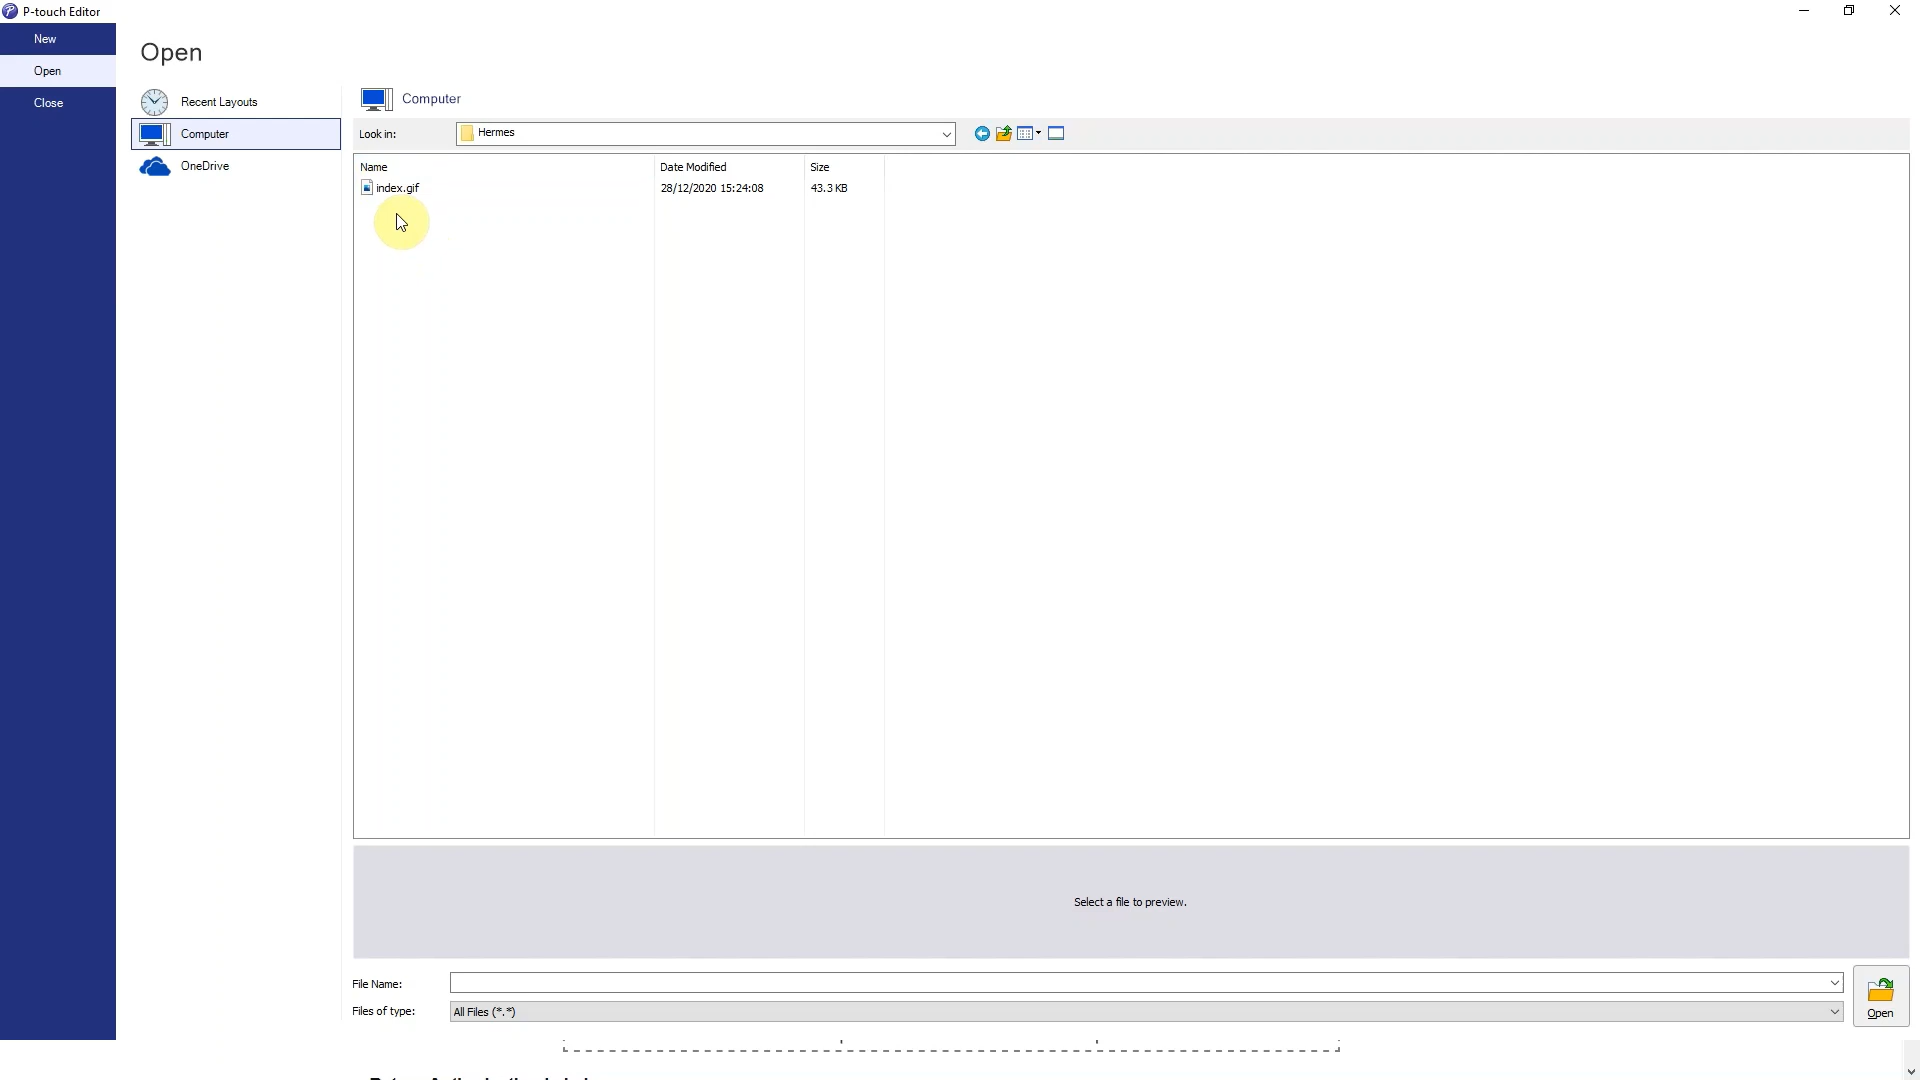 P-touch Editor
New
Open
Close
Open
Recent Layouts
Computer
OneDrive
Computer
Look in:
Hermes
Name Date Modified Size
index.gif 28/12/2020 15:24:08 43.3 KB
Select a file to preview.
File Name:
Files of type: All Files (*.*)
Open